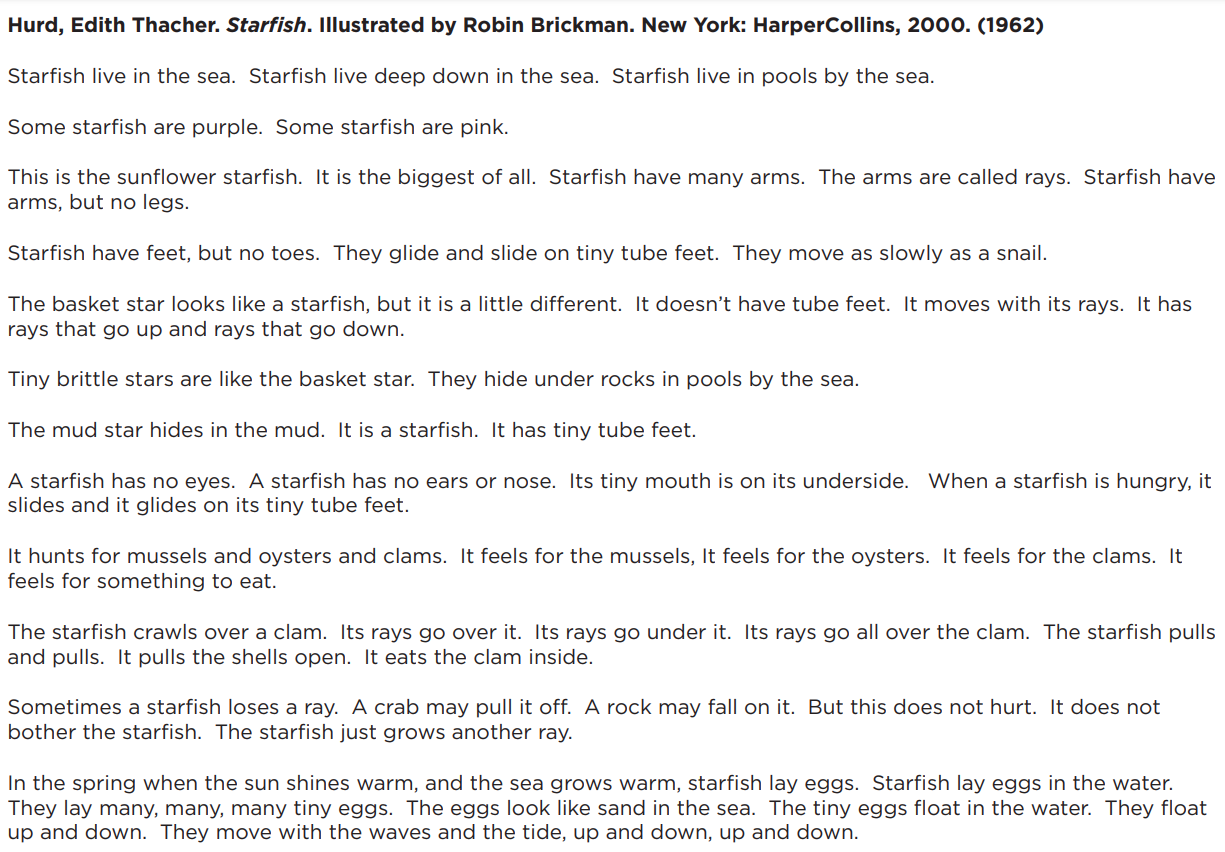 Hurd, Edith Thacher. Starfish. Illustrated by Robin Brickman. New York: HarperCollins, 2000. (1962)
Starfish live in the sea.  Starfish live deep down in the sea.  Starfish live in pools by the sea.
Some starfish are purple.  Some starfish are pink.
This is the sunflower starfish.  It is the biggest of all.  Starfish have many arms.  The arms are called rays.  Starfish have
arms, but no legs.
Starfish have feet, but no toes.  They glide and slide on tiny tube feet.  They move as slowly as a snail.
The basket star looks like a starfish, but it is a little different.  It doesn’t have tube feet.  It moves with its rays.  It has
rays that go up and rays that go down.
Tiny brittle stars are like the basket star.  They hide under rocks in pools by the sea.
The mud star hides in the mud.  It is a starfish.  It has tiny tube feet.
A starfish has no eyes.  A starfish has no ears or nose.  Its tiny mouth is on its underside.   When a starfish is hungry, it
slides and it glides on its tiny tube feet.
It hunts for mussels and oysters and clams.  It feels for the mussels, It feels for the oysters.  It feels for the clams.  It
feels for something to eat.
The starfish crawls over a clam.  Its rays go over it.  Its rays go under it.  Its rays go all over the clam.  The starfish pulls
and pulls.  It pulls the shells open.  It eats the clam inside.
Sometimes a starfish loses a ray.  A crab may pull it off.  A rock may fall on it.  But this does not hurt.  It does not
bother the starfish.  The starfish just grows another ray.
In the spring when the sun shines warm, and the sea grows warm, starfish lay eggs.  Starfish lay eggs in the water.
They lay many, many, many tiny eggs.  The eggs look like sand in the sea.  The tiny eggs float in the water.  They float
up and down.  They move with the waves and the tide, up and down, up and down.